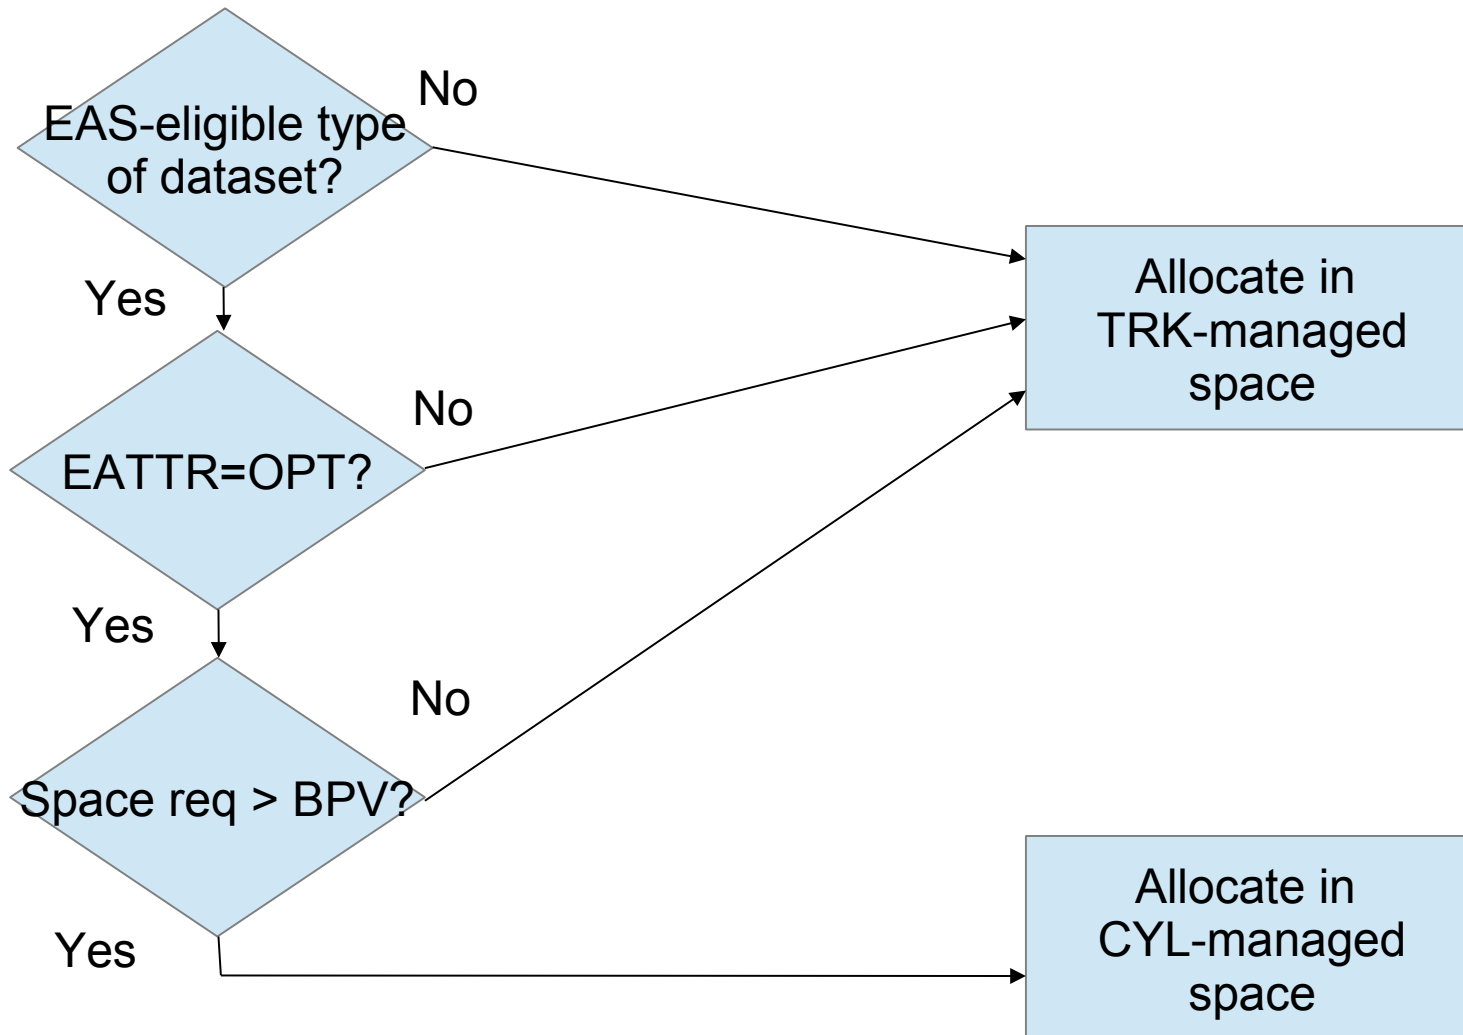 No
EAS-eligible type
of dataset?
Yes
Allocate in
TRK-managed
space
No
EATTR=OPT?
Yes
No
Space req > BPV?
Allocate in
CYL-managed
space
Yes